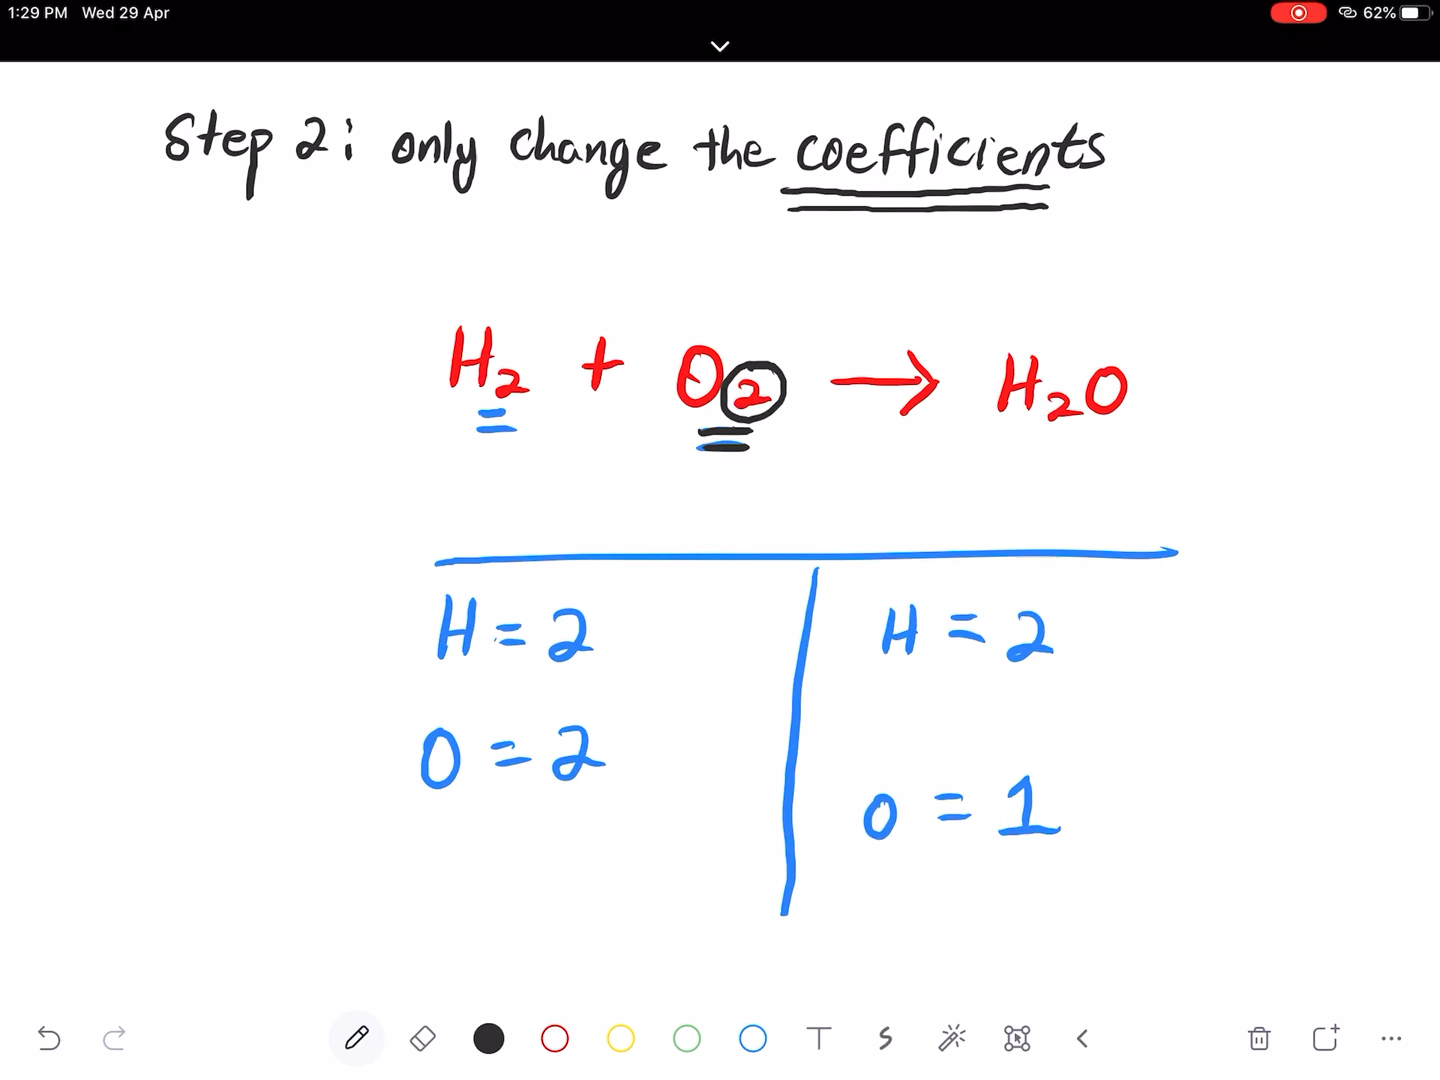 1:29 PM Wed 29 Apr 62%
Step 2: only change the coefficients
H₂ + O₂ → H₂O
H = 2 H = 2
O = 2
O = 1
T